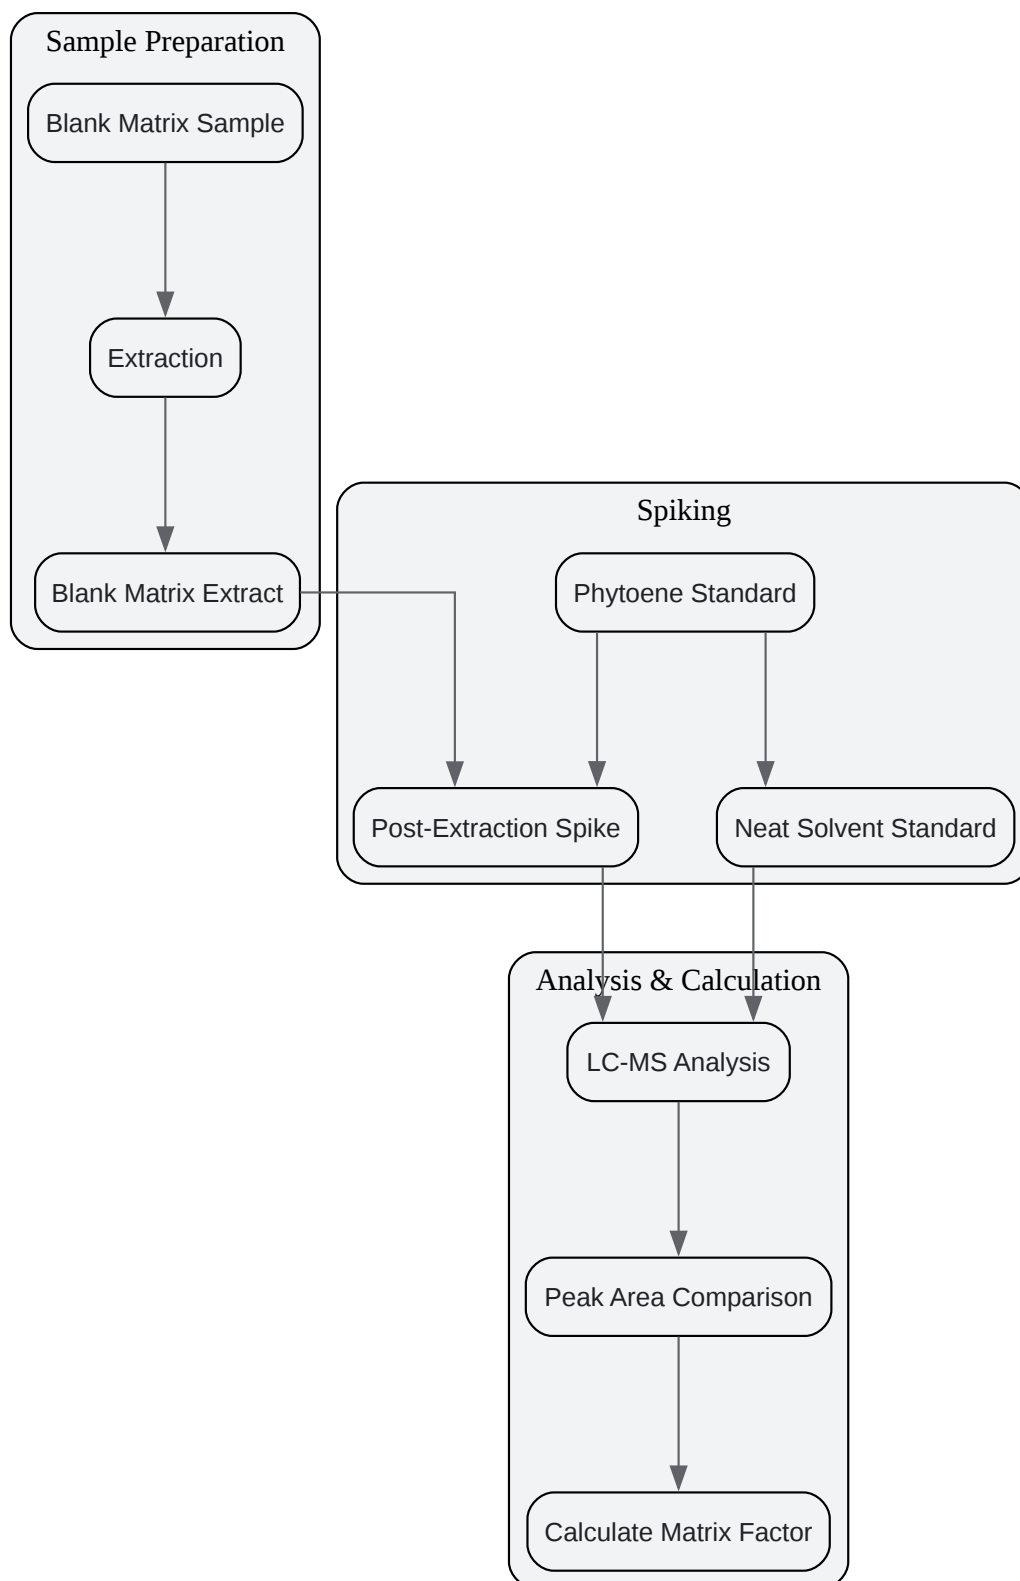 Sample Preparation
Blank Matrix Sample
Extraction
Blank Matrix Extract
Spiking
Phytoene Standard
Post-Extraction Spike
Neat Solvent Standard
Analysis & Calculation
LC-MS Analysis
Peak Area Comparison
Calculate Matrix Factor